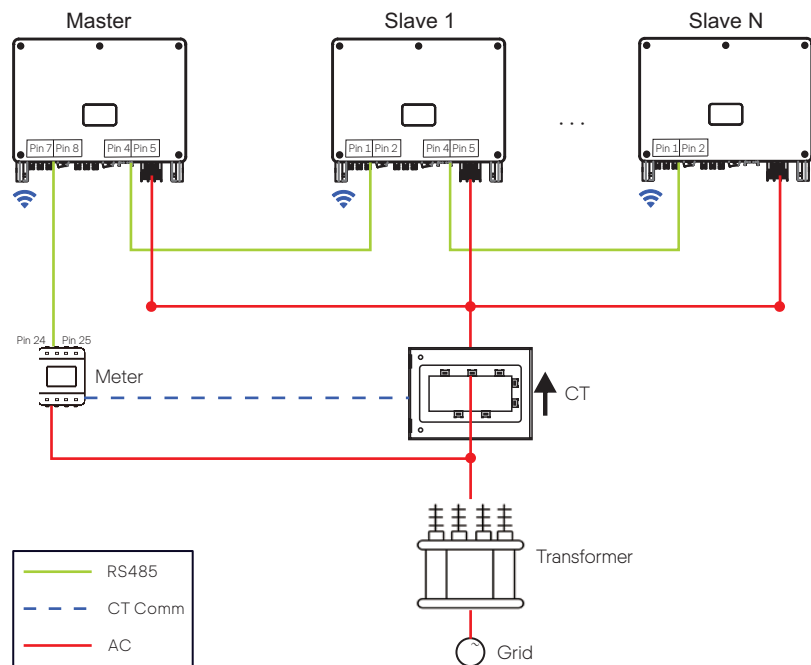 Master
Slave 1
Slave N
. . .
Pin 7 Pin 8 Pin 4 Pin 5
Pin 1 Pin 2 Pin 4 Pin 5
Pin 1 Pin 2
Pin 24 Pin 25
Meter
CT
Transformer
~
Grid
RS485
CT Comm
AC